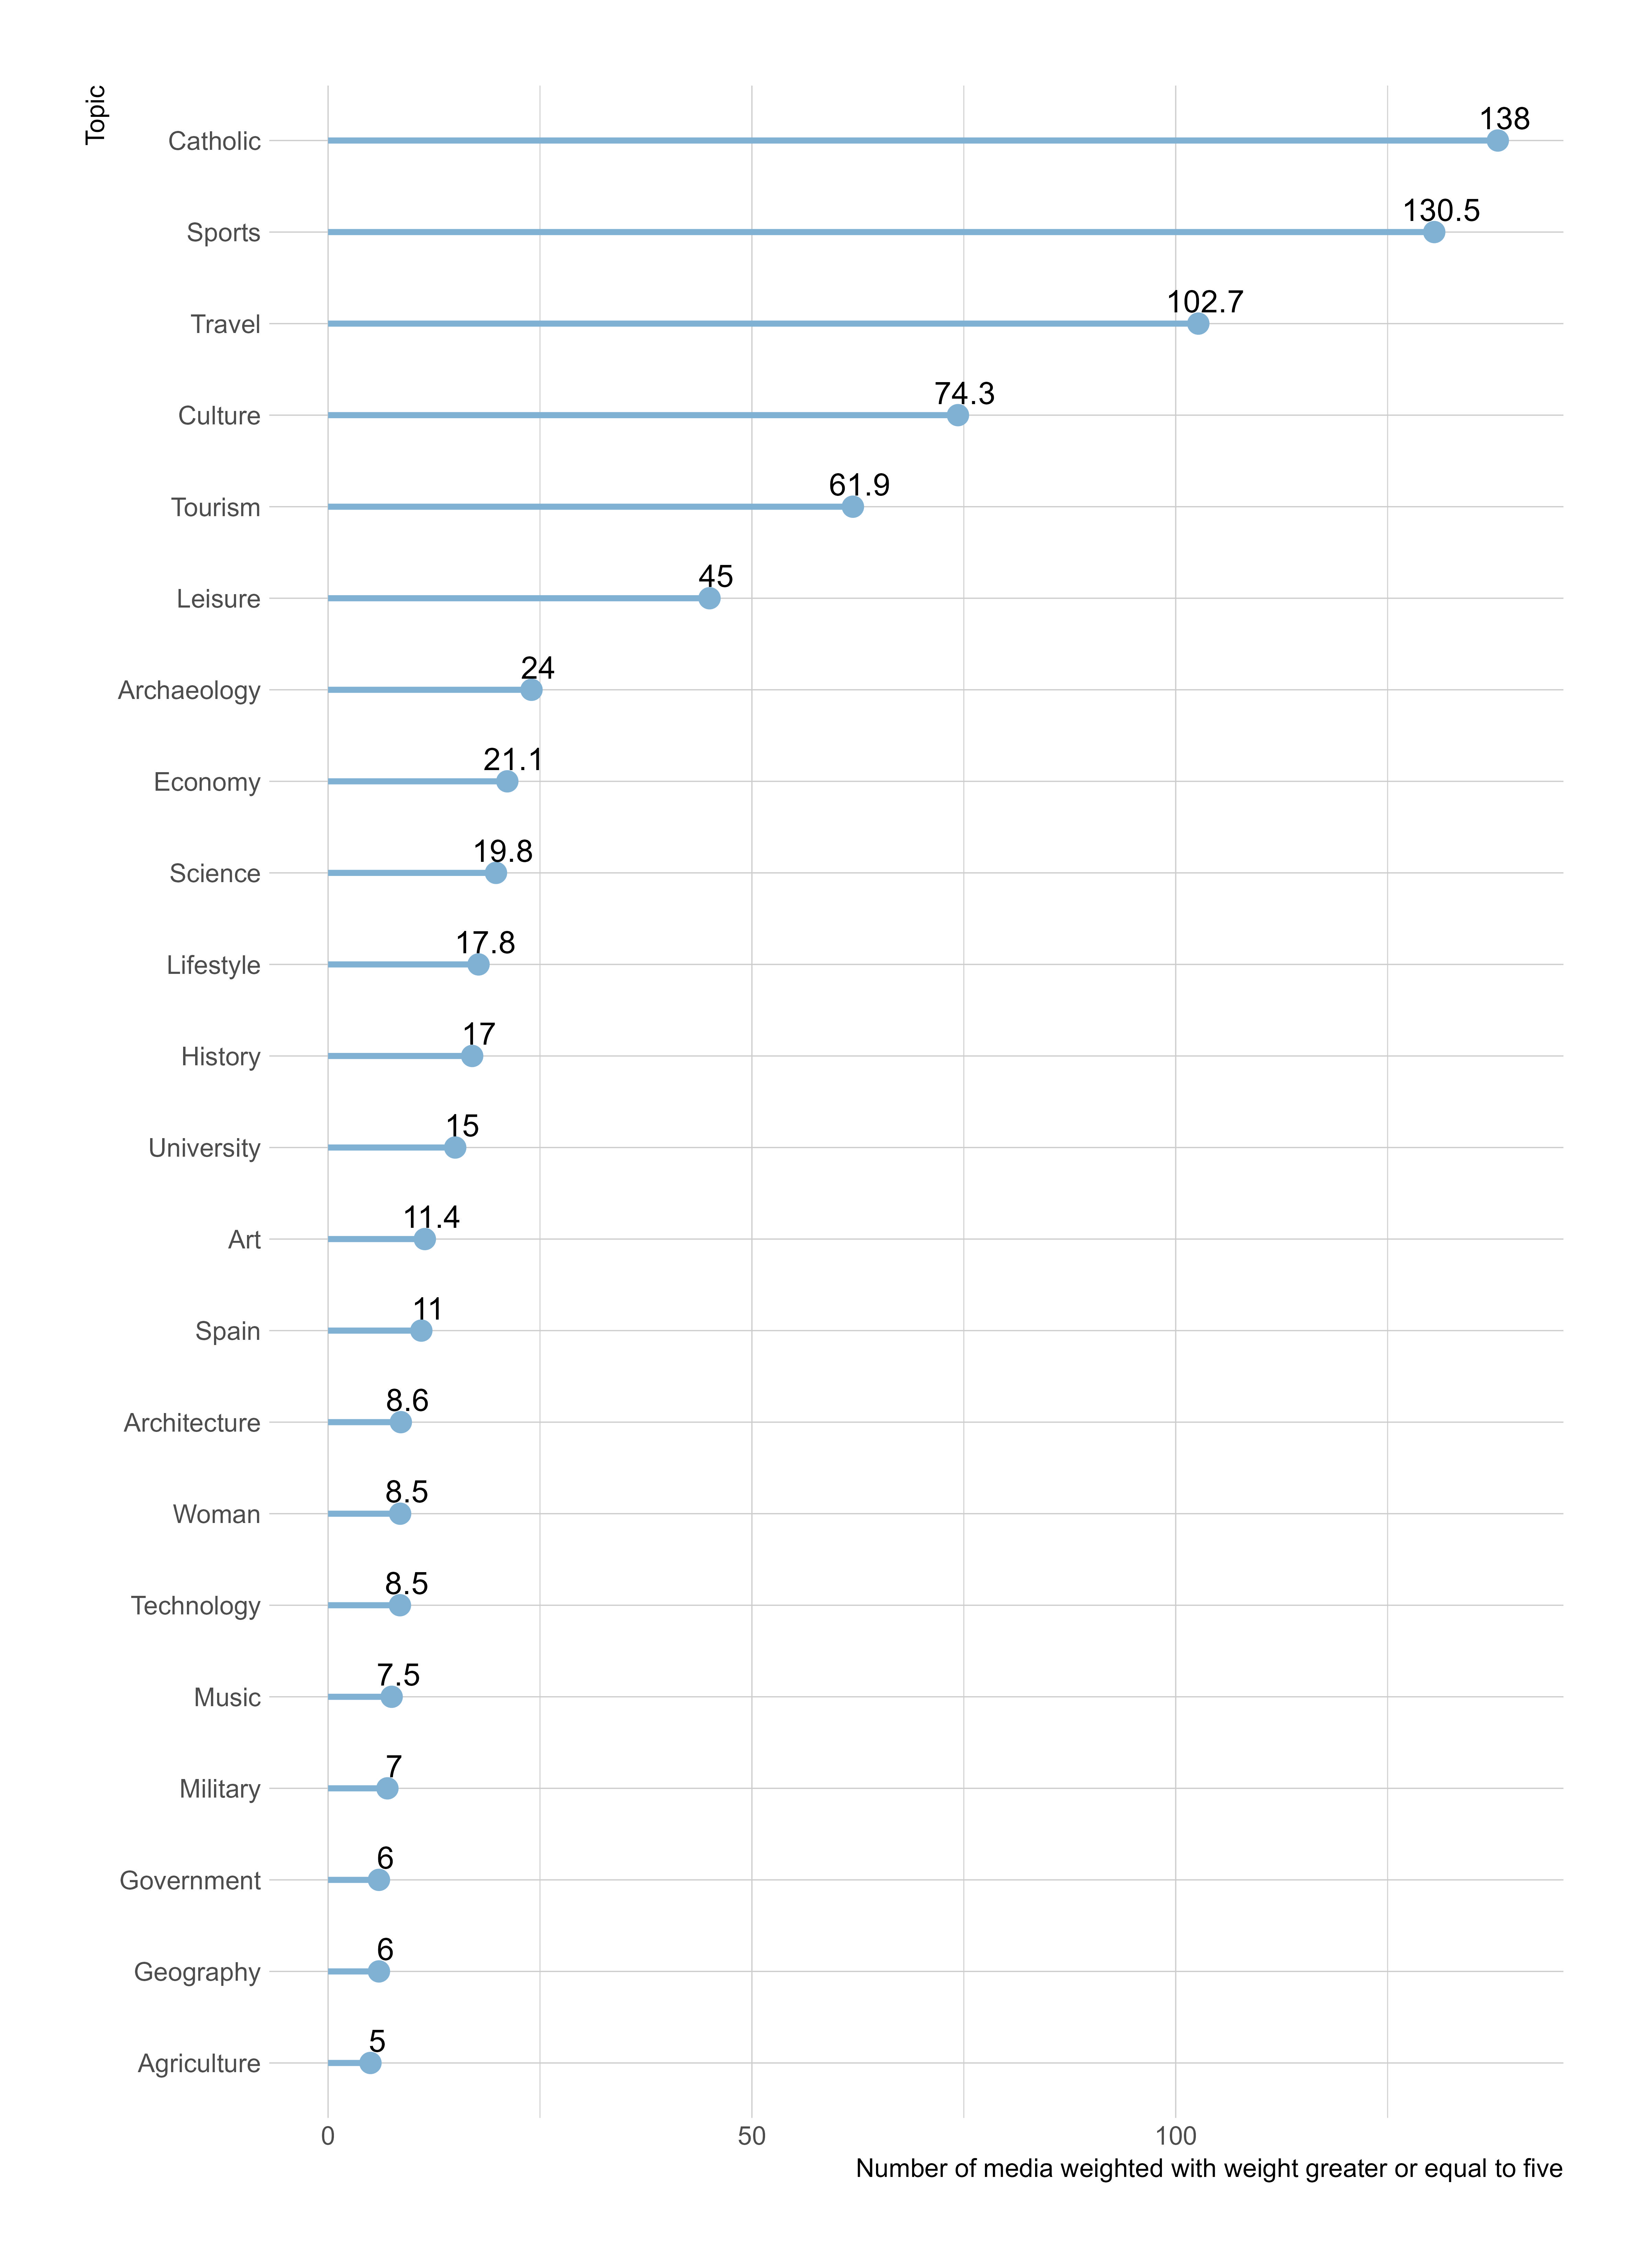 Topic
138
Catholic
130.5
Sports
102.7
Travel
74.3
Culture
61.9
Tourism
45
Leisure
24
Archaeology
21.1
Economy
19.8
Science
17.8
Lifestyle
17
History
15
University
11.4
Art
11
Spain
8.6
Architecture
8.5
Woman
8.5
Technology
7.5
Music
7
Military
6
Government
6
Geography
5
Agriculture
0 50 100
Number of media weighted with weight greater or equal to five